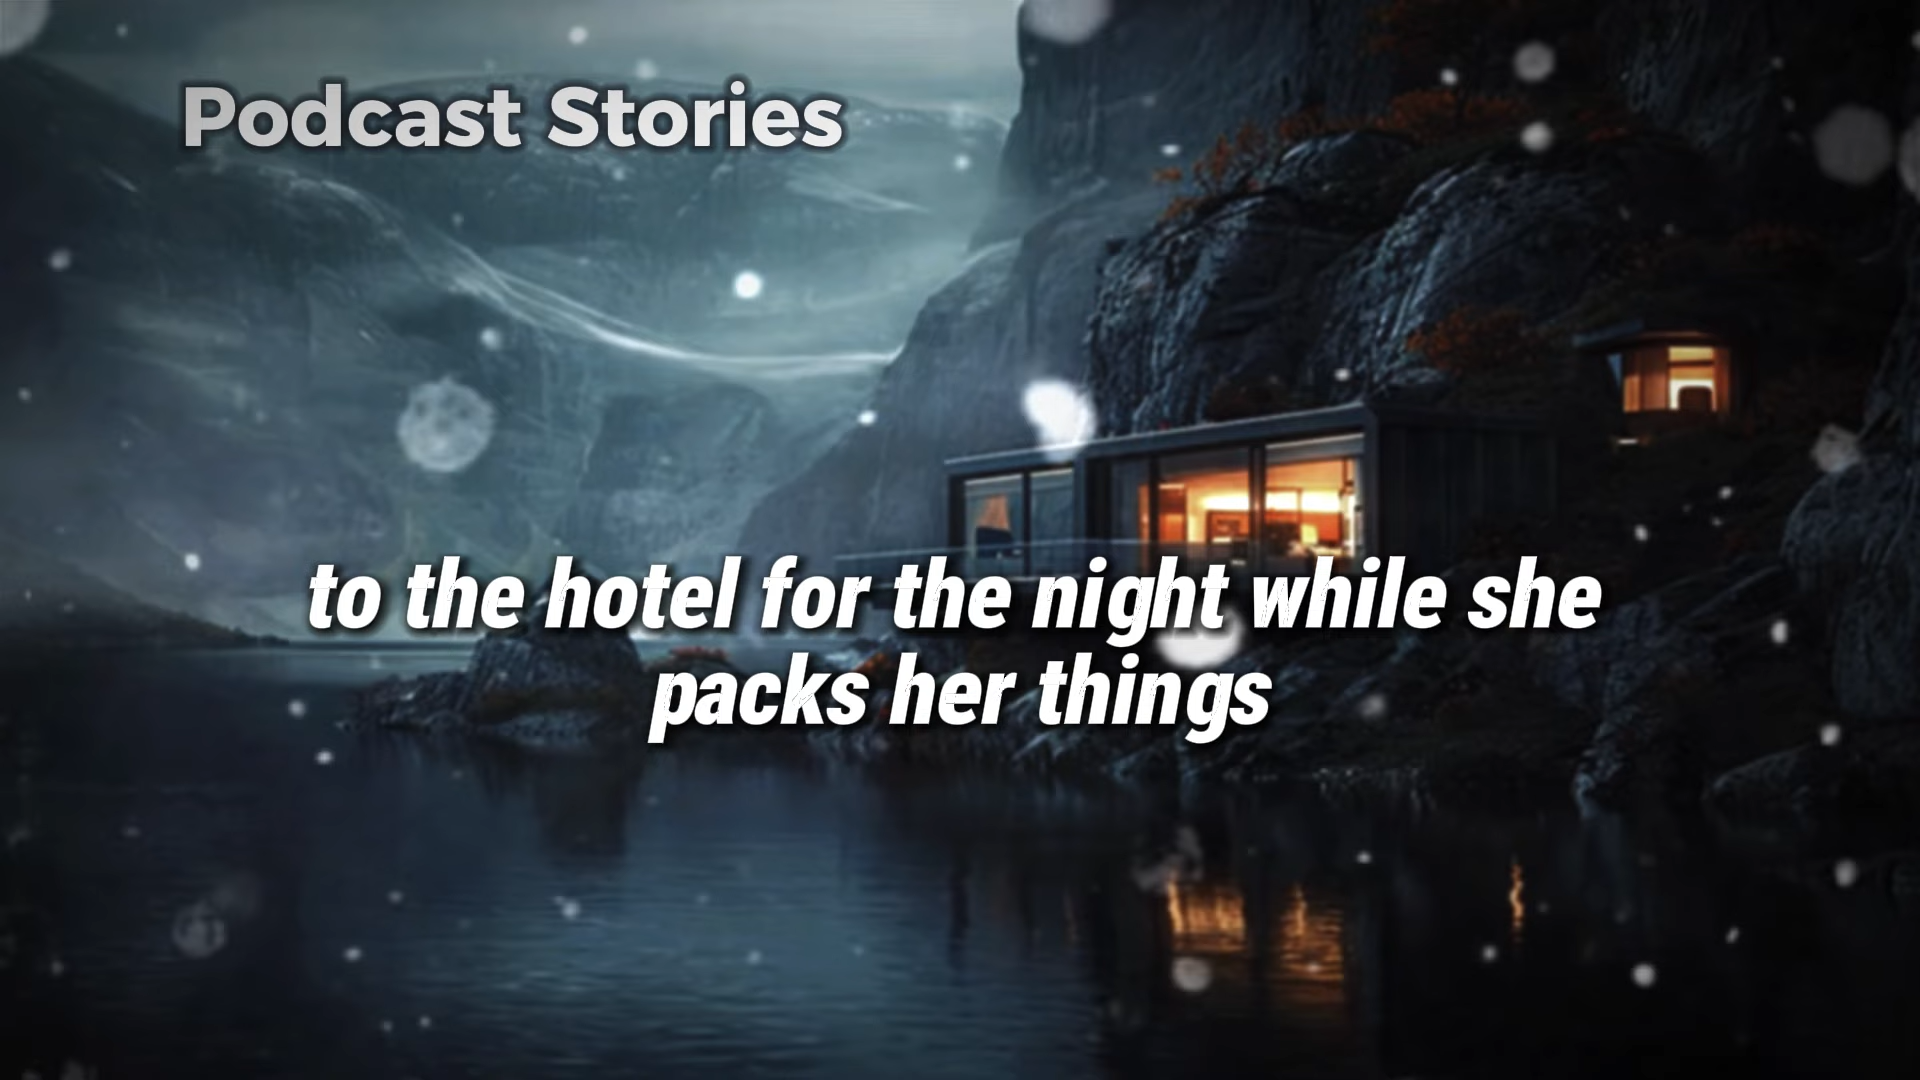 Podcast Stories
to the hotel for the night while she
packs her things